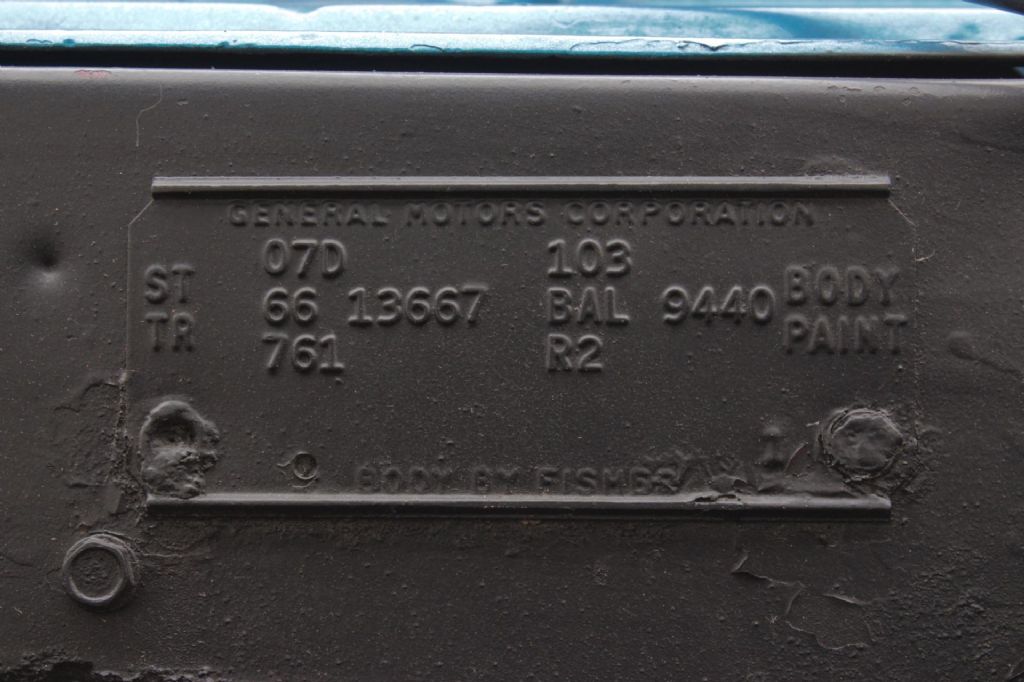 GENERAL MOTORS CORPORATION
07D 103
ST 66 13667 BAL 9440 BODY
TR 761 R2 PAINT
BODY BY FISHER